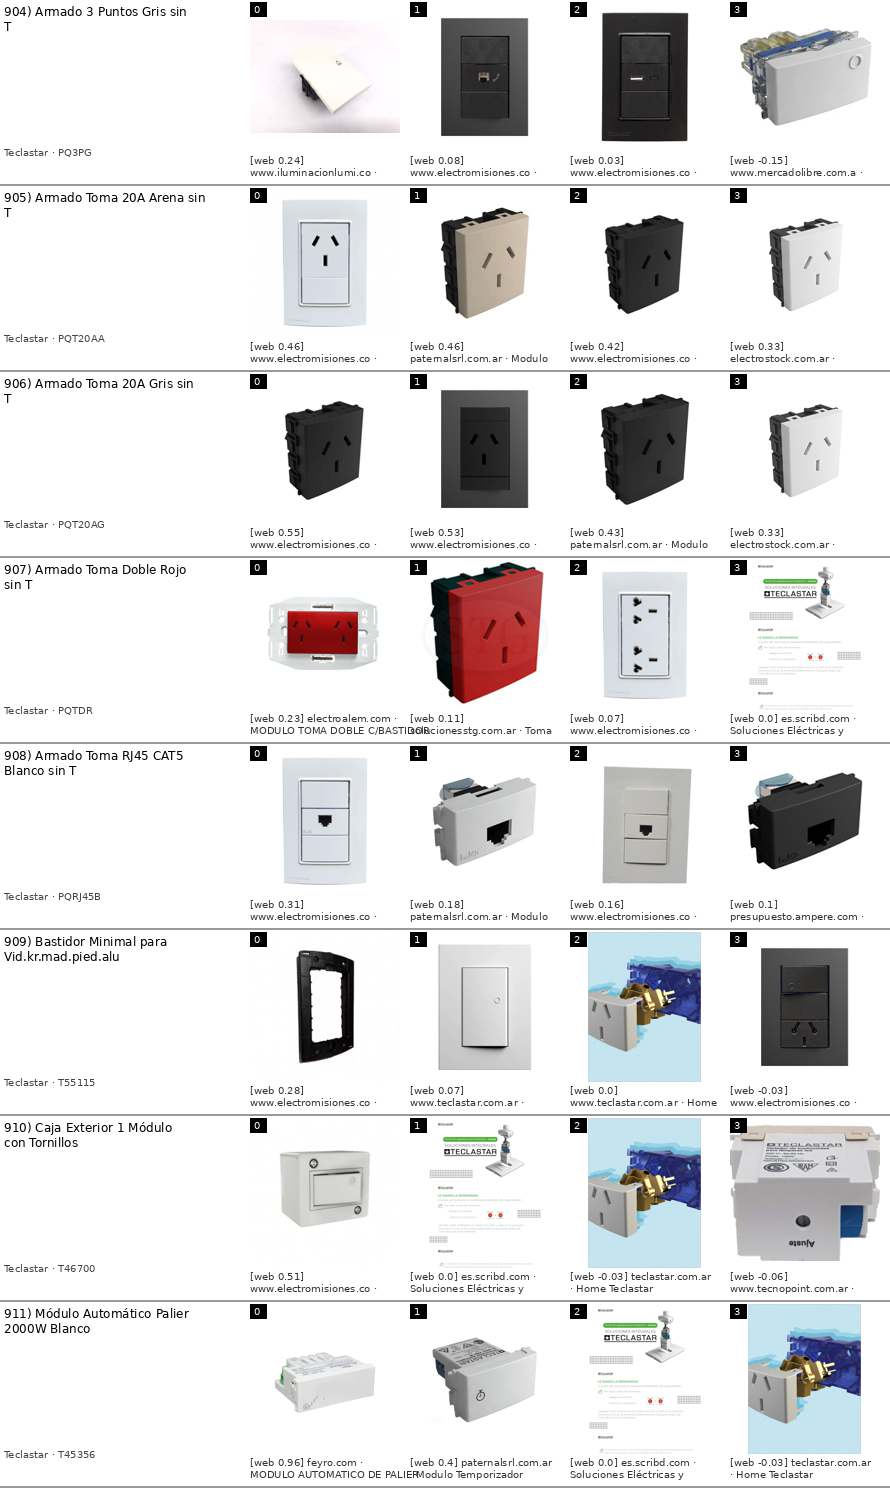 904) Armado 3 Puntos Gris sin
T
Teclastar · PQ3PG
0
1
2
3
[web 0.24]
www.iluminacionlumi.co ·
[web 0.08]
www.electromisiones.co ·
[web 0.03]
www.electromisiones.co ·
[web -0.15]
www.mercadolibre.com.a ·
905) Armado Toma 20A Arena sin
T
Teclastar · PQT20AA
0
1
2
3
[web 0.46]
www.electromisiones.co ·
[web 0.46]
paternalsrl.com.ar · Modulo
[web 0.42]
www.electromisiones.co ·
[web 0.33]
electrostock.com.ar ·
906) Armado Toma 20A Gris sin
T
Teclastar · PQT20AG
0
1
2
3
[web 0.55]
www.electromisiones.co ·
[web 0.53]
www.electromisiones.co ·
[web 0.43]
paternalsrl.com.ar · Modulo
[web 0.33]
electrostock.com.ar ·
907) Armado Toma Doble Rojo
sin T
Teclastar · PQTDR
0
1
2
3
SOLUCIONES INTEGRALES
TECLASTAR
[web 0.23] electroalem.com ·
MODULO TOMA DOBLE C/BASTIDOR
[web 0.11]
solucionesstg.com.ar · Toma
[web 0.07]
www.electromisiones.co ·
[web 0.0] es.scribd.com ·
Soluciones Eléctricas y
908) Armado Toma RJ45 CAT5
Blanco sin T
Teclastar · PQRJ45B
0
1
2
3
[web 0.31]
www.electromisiones.co ·
[web 0.18]
paternalsrl.com.ar · Modulo
[web 0.16]
www.electromisiones.co ·
[web 0.1]
presupuesto.ampere.com ·
909) Bastidor Minimal para
Vid.kr.mad.pied.alu
Teclastar · T55115
0
1
2
3
[web 0.28]
www.electromisiones.co ·
[web 0.07]
www.teclastar.com.ar ·
[web 0.0]
www.teclastar.com.ar · Home
[web -0.03]
www.electromisiones.co ·
910) Caja Exterior 1 Módulo
con Tornillos
Teclastar · T46700
0
1
2
3
SOLUCIONES INTEGRALES
TECLASTAR
TECLASTAR
Ajuste
[web 0.51]
www.electromisiones.co ·
[web 0.0] es.scribd.com ·
Soluciones Eléctricas y
[web -0.03] teclastar.com.ar
· Home Teclastar
[web -0.06]
www.tecnopoint.com.ar ·
911) Módulo Automático Palier
2000W Blanco
Teclastar · T45356
0
1
2
3
TECLASTAR
SOLUCIONES INTEGRALES
TECLASTAR
[web 0.96] feyro.com ·
MODULO AUTOMATICO DE PALIER
[web 0.4] paternalsrl.com.ar
· Modulo Temporizador
[web 0.0] es.scribd.com ·
Soluciones Eléctricas y
[web -0.03] teclastar.com.ar
· Home Teclastar